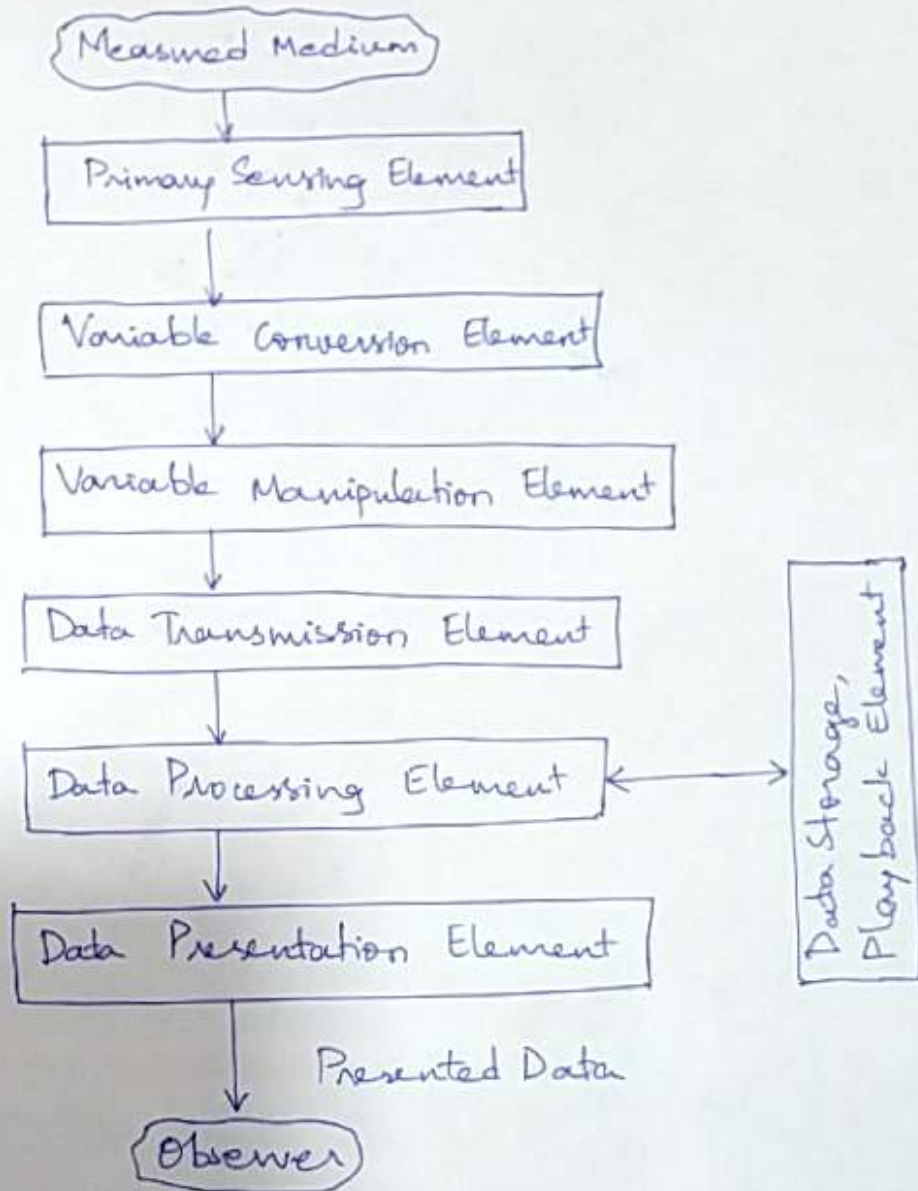 Measured Medium
Primary Sensing Element
Variable Conversion Element
Variable Manipulation Element
Data Transmission Element
Data Processing Element
Data Storage,
Playback Element
Data Presentation Element
Presented Data
Observer